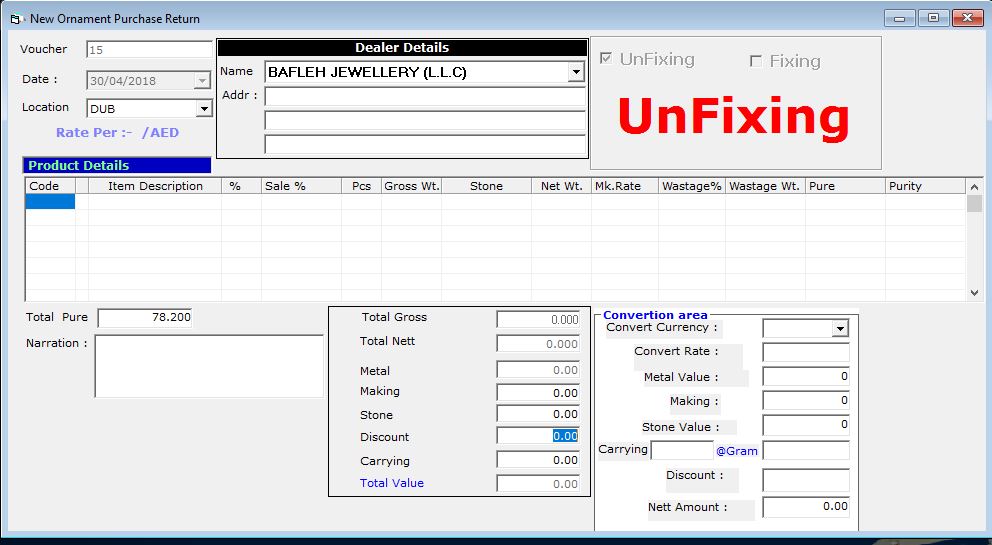 New Ornament Purchase Return
Voucher 15
Date : 30/04/2018
Location DUB
Rate Per :- /AED
Dealer Details
Name BAFLEH JEWELLERY (L.L.C)
Addr :
UnFixing Fixing
UnFixing
Product Details
Code Item Description % Sale % Pcs Gross Wt. Stone Net Wt. Mk.Rate Wastage% Wastage Wt. Pure Purity
Total Pure 78.200
Narration :
Total Gross 0.000
Total Nett 0.000
Metal 0.00
Making 0.00
Stone 0.00
Discount 0.00
Carrying 0.00
Total Value 0.00
Convertion area
Convert Currency :
Convert Rate :
Metal Value : 0
Making : 0
Stone Value : 0
Carrying @Gram
Discount :
Nett Amount : 0.00